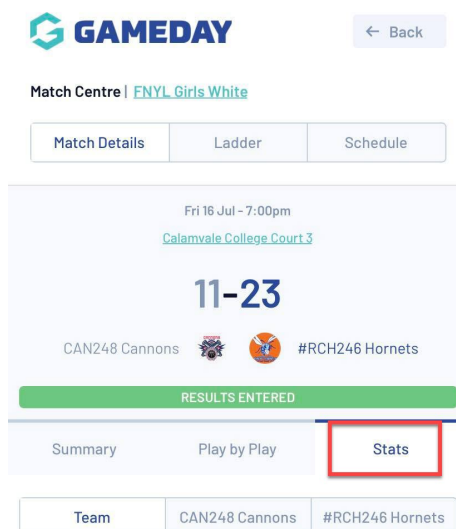 GAMEDAY
← Back
Match Centre | FNYL Girls White
Match Details Ladder Schedule
Fri 16 Jul - 7:00pm
Calamvale College Court 3
11-23
CAN248 Cannons #RCH246 Hornets
RESULTS ENTERED
Summary Play by Play Stats
Team CAN248 Cannons #RCH246 Hornets